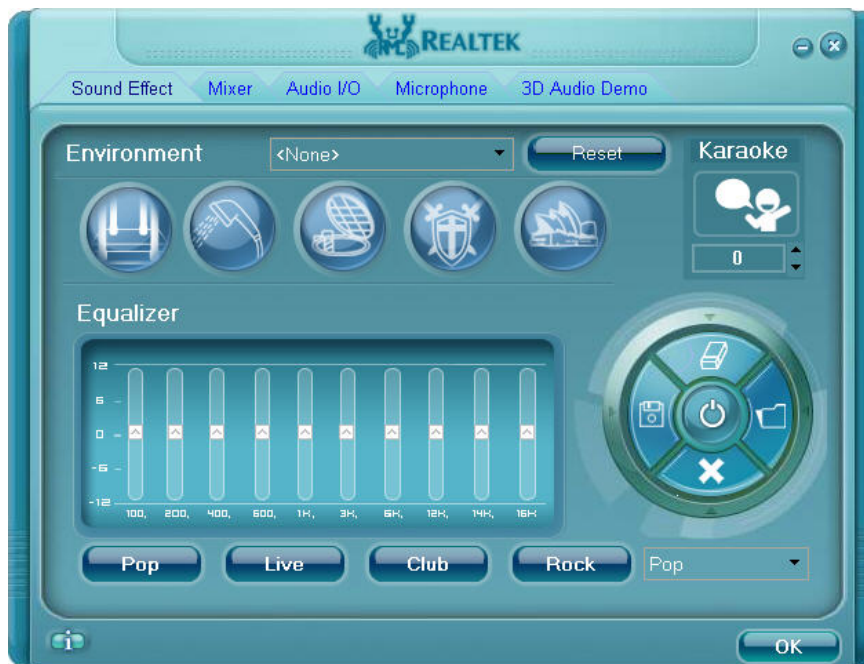 REALTEK
Sound Effect Mixer Audio I/O Microphone 3D Audio Demo
Environment <None> Reset Karaoke
0
Equalizer
12
6
0
-6
-12
100, 200, 400, 600, 1K, 3K, 6K, 12K, 14K, 16K
Pop Live Club Rock Pop
i
OK